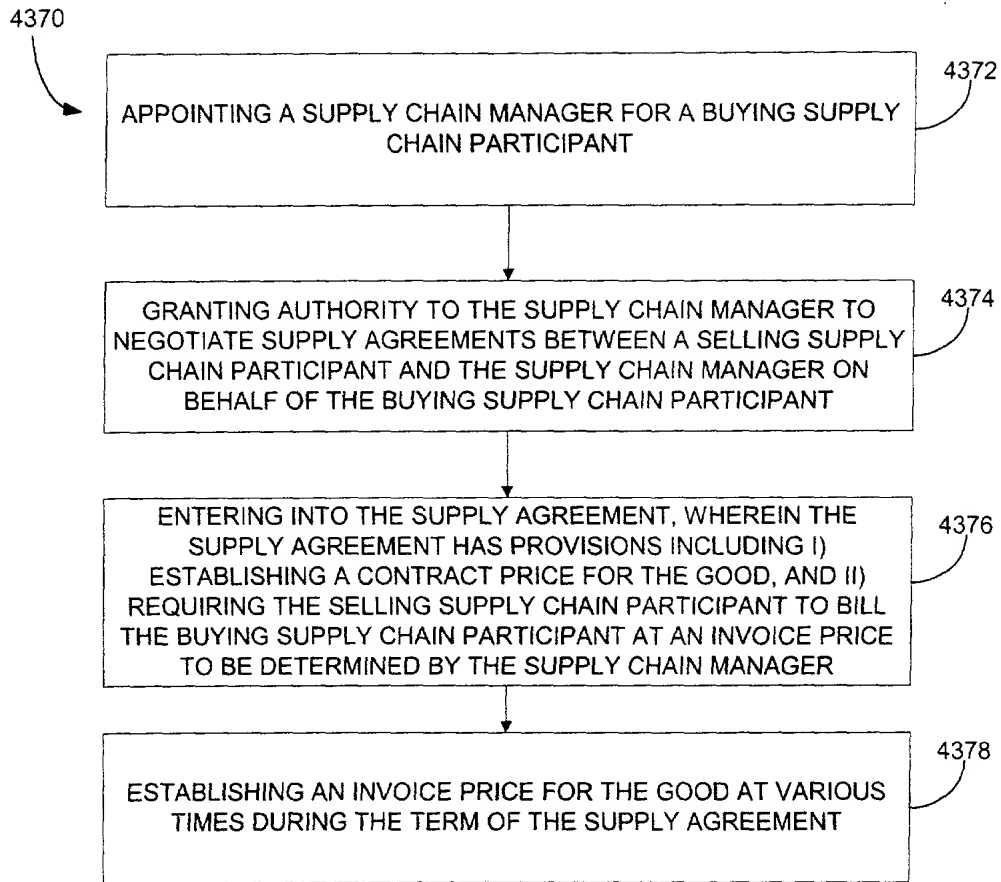 4370
4372
APPOINTING A SUPPLY CHAIN MANAGER FOR A BUYING SUPPLY
CHAIN PARTICIPANT
4374
GRANTING AUTHORITY TO THE SUPPLY CHAIN MANAGER TO
NEGOTIATE SUPPLY AGREEMENTS BETWEEN A SELLING SUPPLY
CHAIN PARTICIPANT AND THE SUPPLY CHAIN MANAGER ON
BEHALF OF THE BUYING SUPPLY CHAIN PARTICIPANT
4376
ENTERING INTO THE SUPPLY AGREEMENT, WHEREIN THE
SUPPLY AGREEMENT HAS PROVISIONS INCLUDING I)
ESTABLISHING A CONTRACT PRICE FOR THE GOOD, AND II)
REQUIRING THE SELLING SUPPLY CHAIN PARTICIPANT TO BILL
THE BUYING SUPPLY CHAIN PARTICIPANT AT AN INVOICE PRICE
TO BE DETERMINED BY THE SUPPLY CHAIN MANAGER
4378
ESTABLISHING AN INVOICE PRICE FOR THE GOOD AT VARIOUS
TIMES DURING THE TERM OF THE SUPPLY AGREEMENT